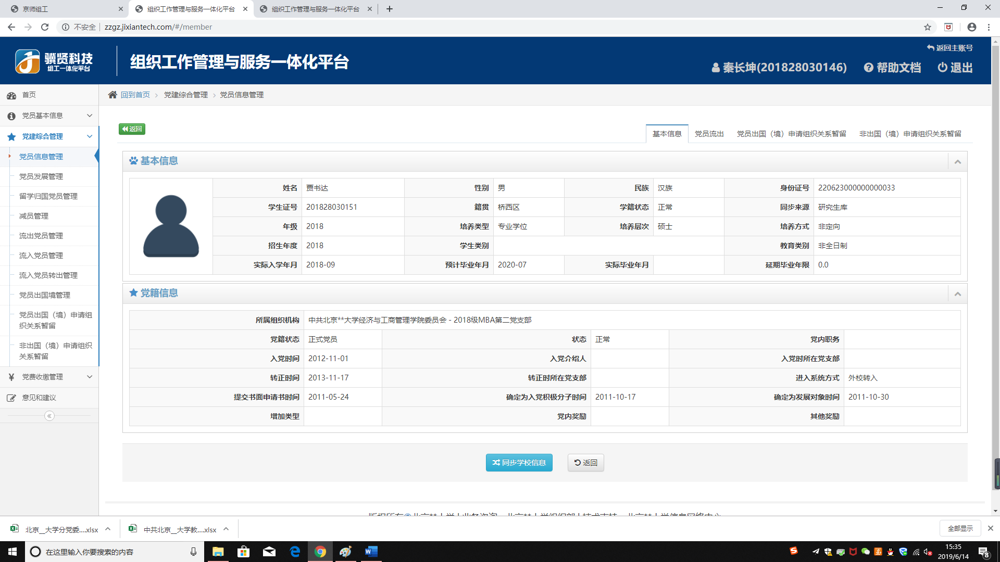 京师组工
组织工作管理与服务一体化平台
组织工作管理与服务一体化平台
不安全 zzgz.jixiantech.com/#/member
骥贤科技
组工一体化平台
组织工作管理与服务一体化平台
返回主账号
秦长坤(201828030146)
帮助文档
退出
首页
党员基本信息
党建综合管理
党员信息管理
党员发展管理
留学归国党员管理
减员管理
流出党员管理
流入党员管理
流入党员转出管理
党员出国境管理
党员出国（境）申请组
织关系暂留
非出国（境）申请组织
关系暂留
党费收缴管理
意见和建议
回到首页 党建综合管理 党员信息管理
返回
基本信息 党员流出 党员出国（境）申请组织关系暂留 非出国（境）申请组织关系暂留
基本信息
姓名 贾书达 性别 男 民族 汉族 身份证号 220623000000000033
学生证号 201828030151 籍贯 桥西区 学籍状态 正常 同步来源 研究生库
年级 2018 培养类型 专业学位 培养层次 硕士 培养方式 非定向
招生年度 2018 学生类别 教育类别 非全日制
实际入学年月 2018-09 预计毕业年月 2020-07 实际毕业年月 延期毕业年限 0.0
党籍信息
所属组织机构 中共北京**大学经济与工商管理学院委员会 - 2018级MBA第二党支部
党籍状态 正式党员 状态 正常 党内职务
入党时间 2012-11-01 入党介绍人 入党时所在党支部
转正时间 2013-11-17 转正时所在党支部 进入系统方式 外校转入
提交书面申请书时间 2011-05-24 确定为入党积极分子时间 2011-10-17 确定为发展对象时间 2011-10-30
增加类型 党内奖励 其他奖励
同步学校信息 返回
北京__大学分党委....xlsx
中共北京__大学教....xlsx
全部显示
在这里输入你要搜索的内容
15:35
2019/6/14
8